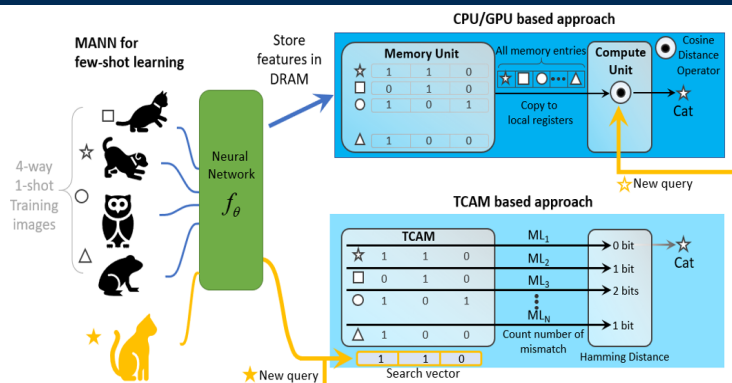 MANN for
few-shot learning
4-way
1-shot
Training
images
Neural
Network
fθ
Store
features in
DRAM
CPU/GPU based approach
Memory Unit
1 1 0
0 1 0
1 0 1
1 0 0
All memory entries
Copy to
local registers
Compute
Unit
Cosine
Distance
Operator
Cat
New query
TCAM based approach
TCAM
1 1 0
0 1 0
1 0 1
1 0 0
ML1
ML2
ML3
MLN
Count number of
mismatch
0 bit
1 bit
2 bits
1 bit
Hamming Distance
Cat
1 1 0
Search vector
New query